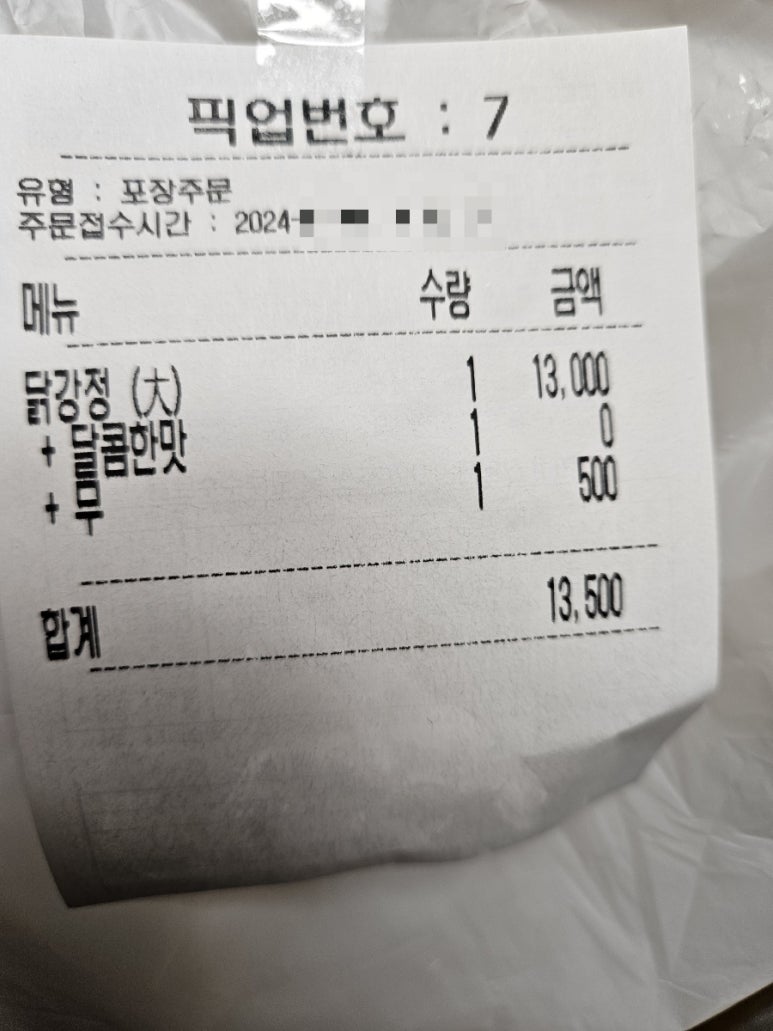 픽업번호 : 7
유형 : 포장주문
주문접수시간 : 2024-
메뉴 수량 금액
닭강정 (大) 1 13,000
+ 달콤한맛 1 0
+ 무 1 500
합계 13,500